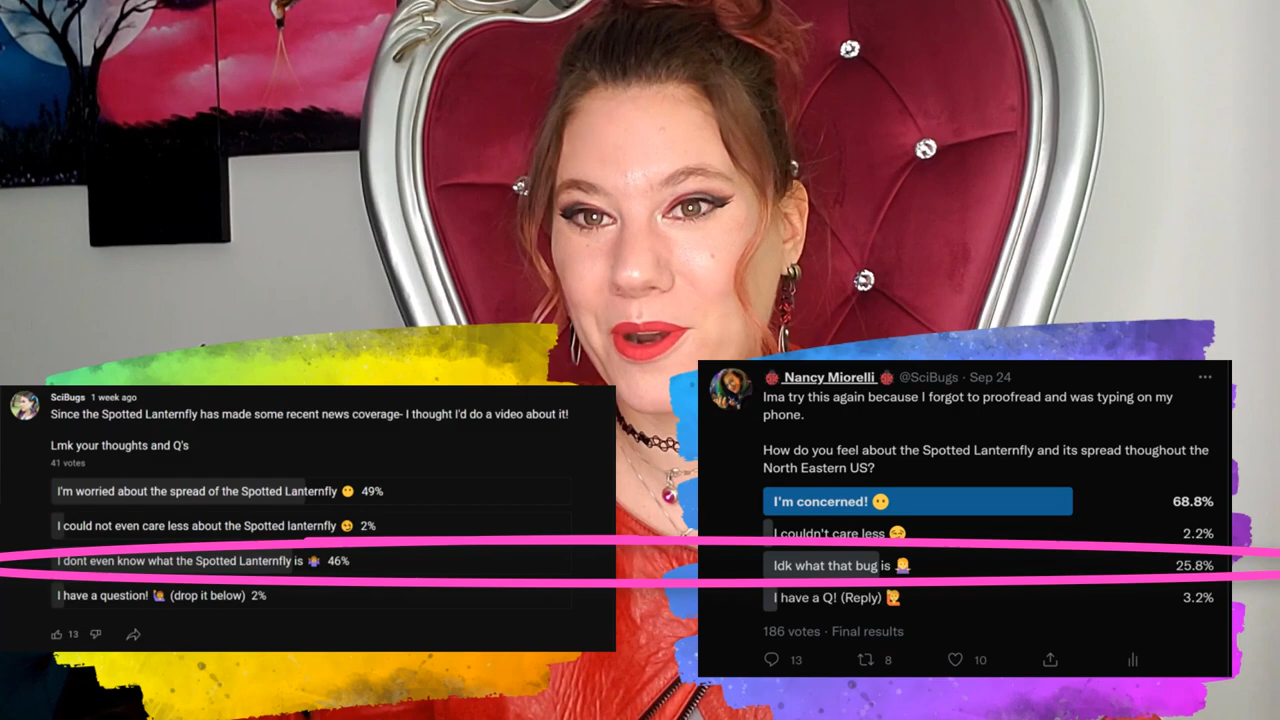 SciBugs 1 week ago
Since the Spotted Lanternfly has made some recent news coverage- I thought I'd do a video about it!
Lmk your thoughts and Q's
41 votes
I'm worried about the spread of the Spotted Lanternfly 😶 49%
I could not even care less about the Spotted lanternfly 😏 2%
I dont even know what the Spotted Lanternfly is 🤷 46%
I have a question! 🙋 (drop it below) 2%
13
🐞 Nancy Miorelli 🐞 @SciBugs · Sep 24
Ima try this again because I forgot to proofread and was typing on my
phone.
How do you feel about the Spotted Lanternfly and its spread thoughout the
North Eastern US?
I'm concerned! 😶 68.8%
I couldn't care less 😏 2.2%
Idk what that bug is 🤷 25.8%
I have a Q! (Reply) 🙋 3.2%
186 votes · Final results
13 8 10